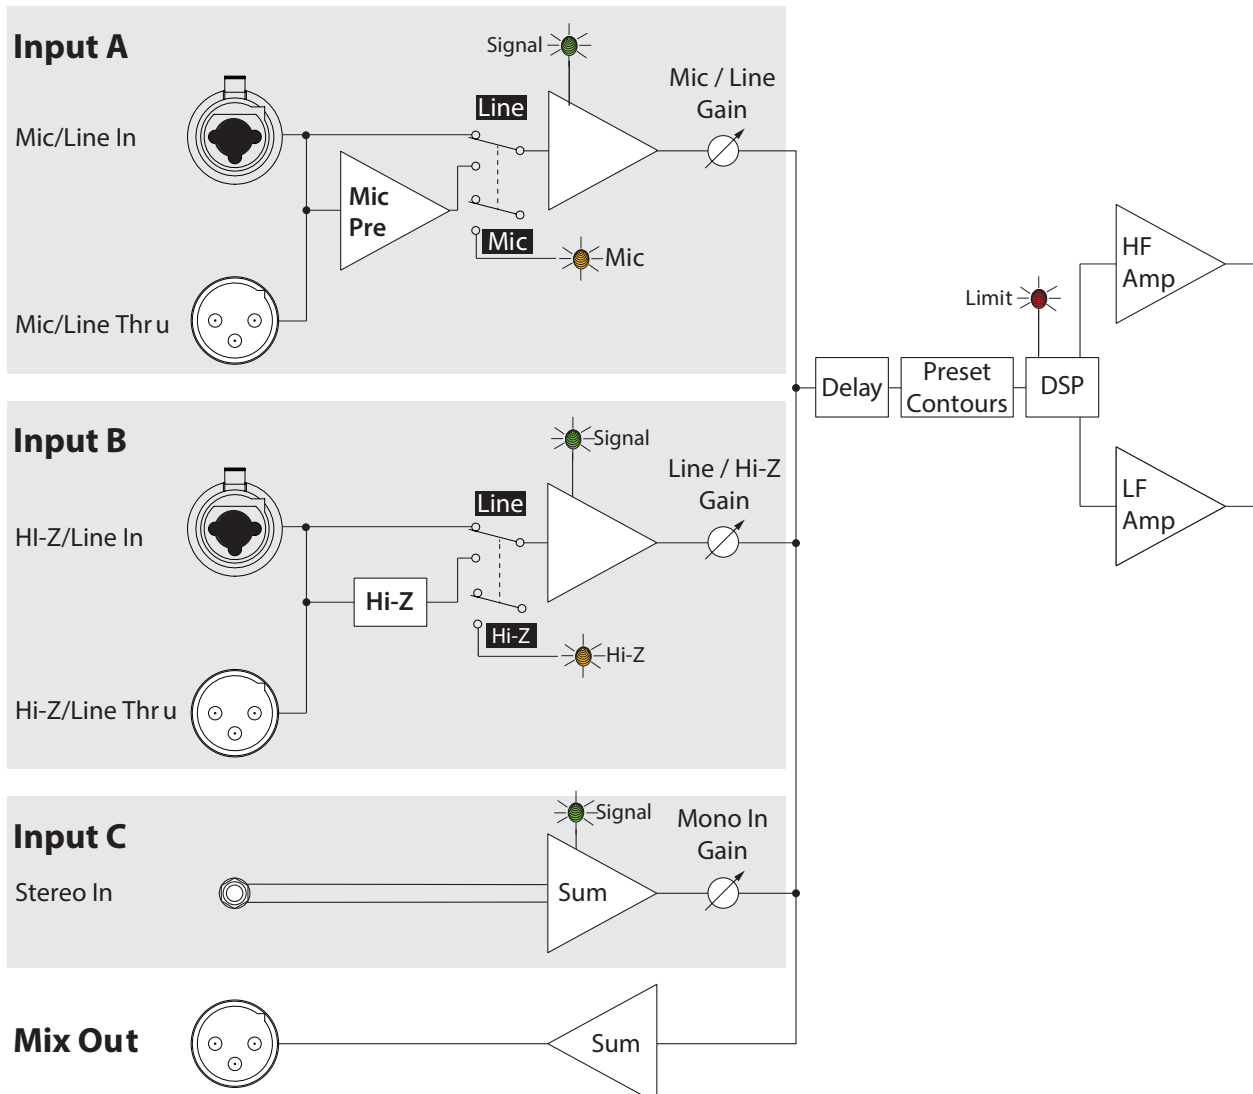 Input A
Signal
Mic / Line
Gain
Line
Mic/Line In
Mic
Pre
Mic
Mic
Mic/Line Thru
HF
Amp
Limit
Delay
Preset
Contours
DSP
LF
Amp
Input B
Signal
Line / Hi-Z
Gain
Line
HI-Z/Line In
Hi-Z
Hi-Z
Hi-Z
Hi-Z/Line Thru
Input C
Signal
Mono In
Gain
Stereo In
Sum
Mix Out
Sum